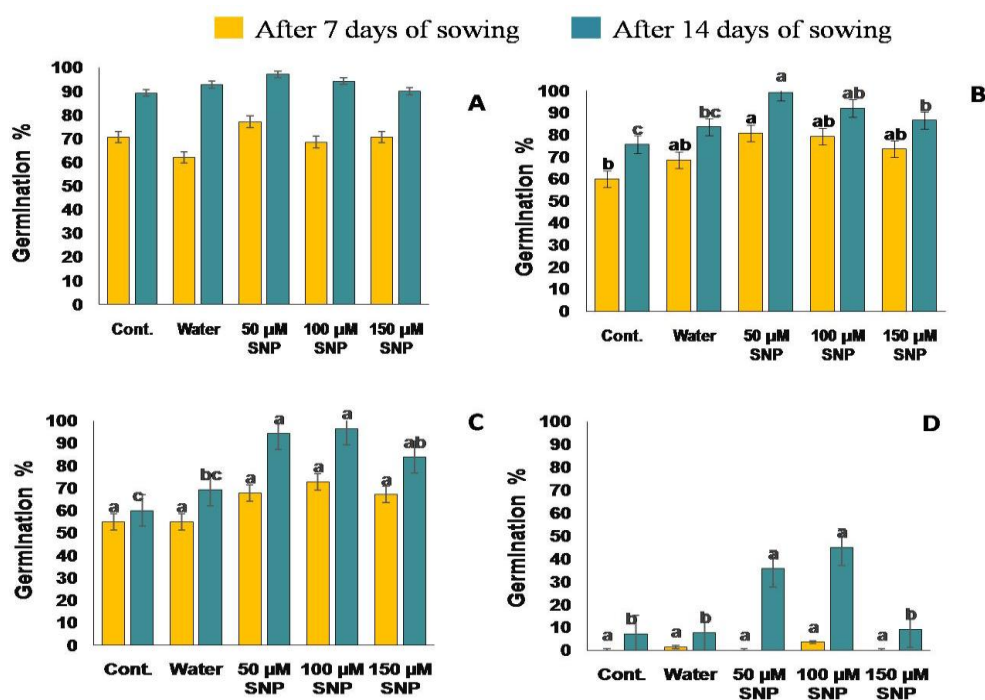 After 7 days of sowing After 14 days of sowing
A
Germination %
100
90
80
70
60
50
40
30
20
10
0
Cont. Water 50 µM SNP 100 µM SNP 150 µM SNP
B
Germination %
100
90
80
70
60
50
40
30
20
10
0
b c ab bc a a ab ab ab b
Cont. Water 50 µM SNP 100 µM SNP 150 µM SNP
C
Germination %
100
90
80
70
60
50
40
30
20
10
0
a c a bc a a a a a ab
Cont. Water 50 µM SNP 100 µM SNP 150 µM SNP
D
Germination %
100
90
80
70
60
50
40
30
20
10
0
a b a b a a a a a b
Cont. Water 50 µM SNP 100 µM SNP 150 µM SNP